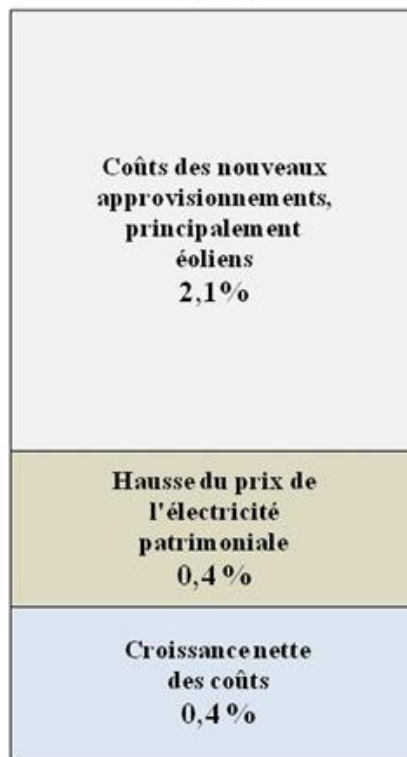 Coûts des nouveaux
approvisionnements,
principalement
éoliens
2,1%
Hausse du prix de
l'électricité
patrimoniale
0,4%
Croissance nette
des coûts
0,4%